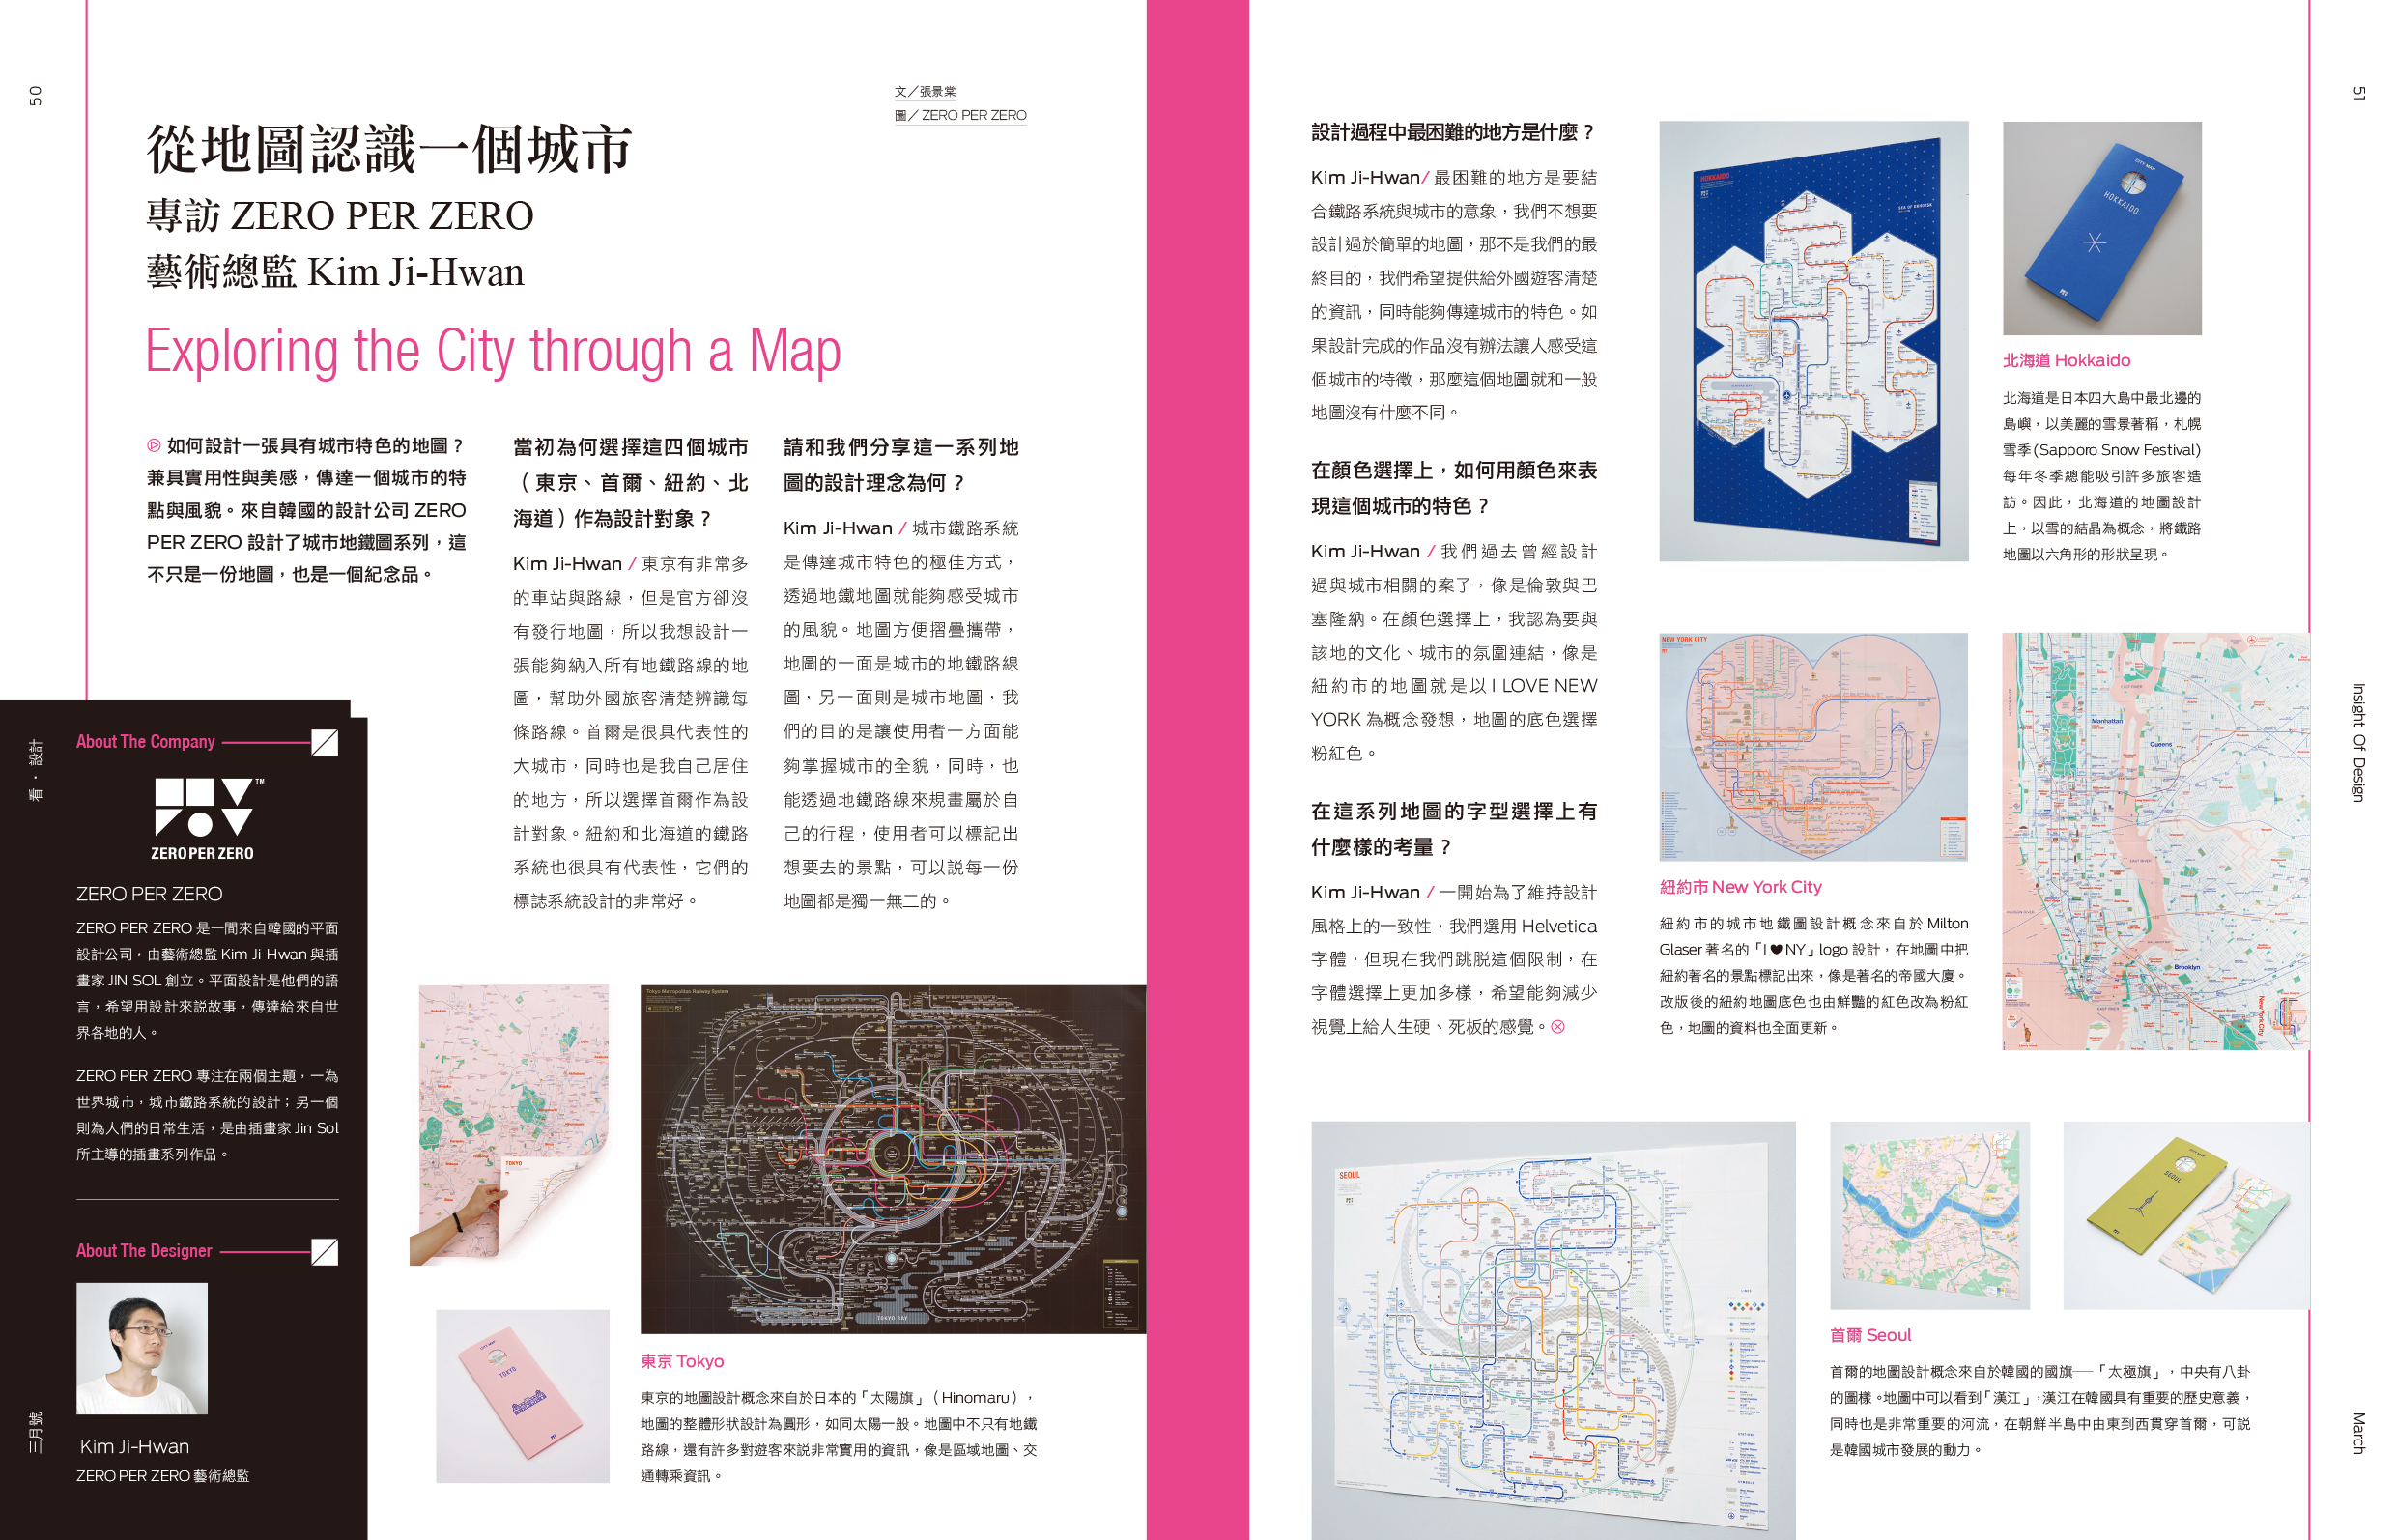 50
文／張景棠
圖／ZERO PER ZERO
從地圖認識一個城市
專訪 ZERO PER ZERO
藝術總監 Kim Ji-Hwan
Exploring the City through a Map
如何設計一張具有城市特色的地圖？
兼具實用性與美感，傳達一個城市的特
點與風貌。來自韓國的設計公司 ZERO
PER ZERO 設計了城市地鐵圖系列，這
不只是一份地圖，也是一個紀念品。
當初為何選擇這四個城市
（東京、首爾、紐約、北
海道）作為設計對象？
Kim Ji-Hwan / 東京有非常多
的車站與路線，但是官方卻沒
有發行地圖，所以我想設計一
張能夠納入所有地鐵路線的地
圖，幫助外國旅客清楚辨識每
條路線。首爾是很具代表性的
大城市，同時也是我自己居住
的地方，所以選擇首爾作為設
計對象。紐約和北海道的鐵路
系統也很具有代表性，它們的
標誌系統設計的非常好。
請和我們分享這一系列地
圖的設計理念為何？
Kim Ji-Hwan / 城市鐵路系統
是傳達城市特色的極佳方式，
透過地鐵地圖就能夠感受城市
的風貌。地圖方便摺疊攜帶，
地圖的一面是城市的地鐵路線
圖，另一面則是城市地圖，我
們的目的是讓使用者一方面能
夠掌握城市的全貌，同時，也
能透過地鐵路線來規畫屬於自
己的行程，使用者可以標記出
想要去的景點，可以說每一份
地圖都是獨一無二的。
看・設計
三月號
About The Company
TM
ZERO PER ZERO
ZERO PER ZERO
ZERO PER ZERO 是一間來自韓國的平面
設計公司，由藝術總監 Kim Ji-Hwan 與插
畫家 JIN SOL 創立。平面設計是他們的語
言，希望用設計來說故事，傳達給來自世
界各地的人。
ZERO PER ZERO 專注在兩個主題，一為
世界城市，城市鐵路系統的設計；另一個
則為人們的日常生活，是由插畫家 Jin Sol
所主導的插畫系列作品。
About The Designer
Kim Ji-Hwan
ZERO PER ZERO 藝術總監
TOKYO
CITY MAP
TOKYO
Tokyo Metropolitan Railway System
TOKYO BAY
東京 Tokyo
東京的地圖設計概念來自於日本的「太陽旗」（Hinomaru），
地圖的整體形狀設計為圓形，如同太陽一般。地圖中不只有地鐵
路線，還有許多對遊客來說非常實用的資訊，像是區域地圖、交
通轉乘資訊。
51
設計過程中最困難的地方是什麼？
Kim Ji-Hwan/ 最困難的地方是要結
合鐵路系統與城市的意象，我們不想要
設計過於簡單的地圖，那不是我們的最
終目的，我們希望提供給外國遊客清楚
的資訊，同時能夠傳達城市的特色。如
果設計完成的作品沒有辦法讓人感受這
個城市的特徵，那麼這個地圖就和一般
地圖沒有什麼不同。
在顏色選擇上，如何用顏色來表
現這個城市的特色？
Kim Ji-Hwan / 我們過去曾經設計
過與城市相關的案子，像是倫敦與巴
塞隆納。在顏色選擇上，我認為要與
該地的文化、城市的氛圍連結，像是
紐約市的地圖就是以 I LOVE NEW
YORK 為概念發想，地圖的底色選擇
粉紅色。
在這系列地圖的字型選擇上有
什麼樣的考量？
Kim Ji-Hwan / 一開始為了維持設計
風格上的一致性，我們選用 Helvetica
字體，但現在我們跳脫這個限制，在
字體選擇上更加多樣，希望能夠減少
視覺上給人生硬、死板的感覺。
HOKKAIDO
SEA OF OKHOTSK
CITY MAP
HOKKAIDO
北海道 Hokkaido
北海道是日本四大島中最北邊的
島嶼，以美麗的雪景著稱，札幌
雪季(Sapporo Snow Festival)
每年冬季總能吸引許多旅客造
訪。因此，北海道的地圖設計
上，以雪的結晶為概念，將鐵路
地圖以六角形的形狀呈現。
NEW YORK CITY
Manhattan
Queens
Brooklyn
EAST RIVER
New York City
紐約市 New York City
紐約市的城市地鐵圖設計概念來自於 Milton
Glaser 著名的「I♥NY」logo 設計，在地圖中把
紐約著名的景點標記出來，像是著名的帝國大廈。
改版後的紐約地圖底色也由鮮豔的紅色改為粉紅
色，地圖的資料也全面更新。
SEOUL
CITY MAP
SEOUL
首爾 Seoul
首爾的地圖設計概念來自於韓國的國旗──「太極旗」，中央有八卦
的圖樣。地圖中可以看到「漢江」，漢江在韓國具有重要的歷史意義，
同時也是非常重要的河流，在朝鮮半島中由東到西貫穿首爾，可說
是韓國城市發展的動力。
Insight Of Design
March